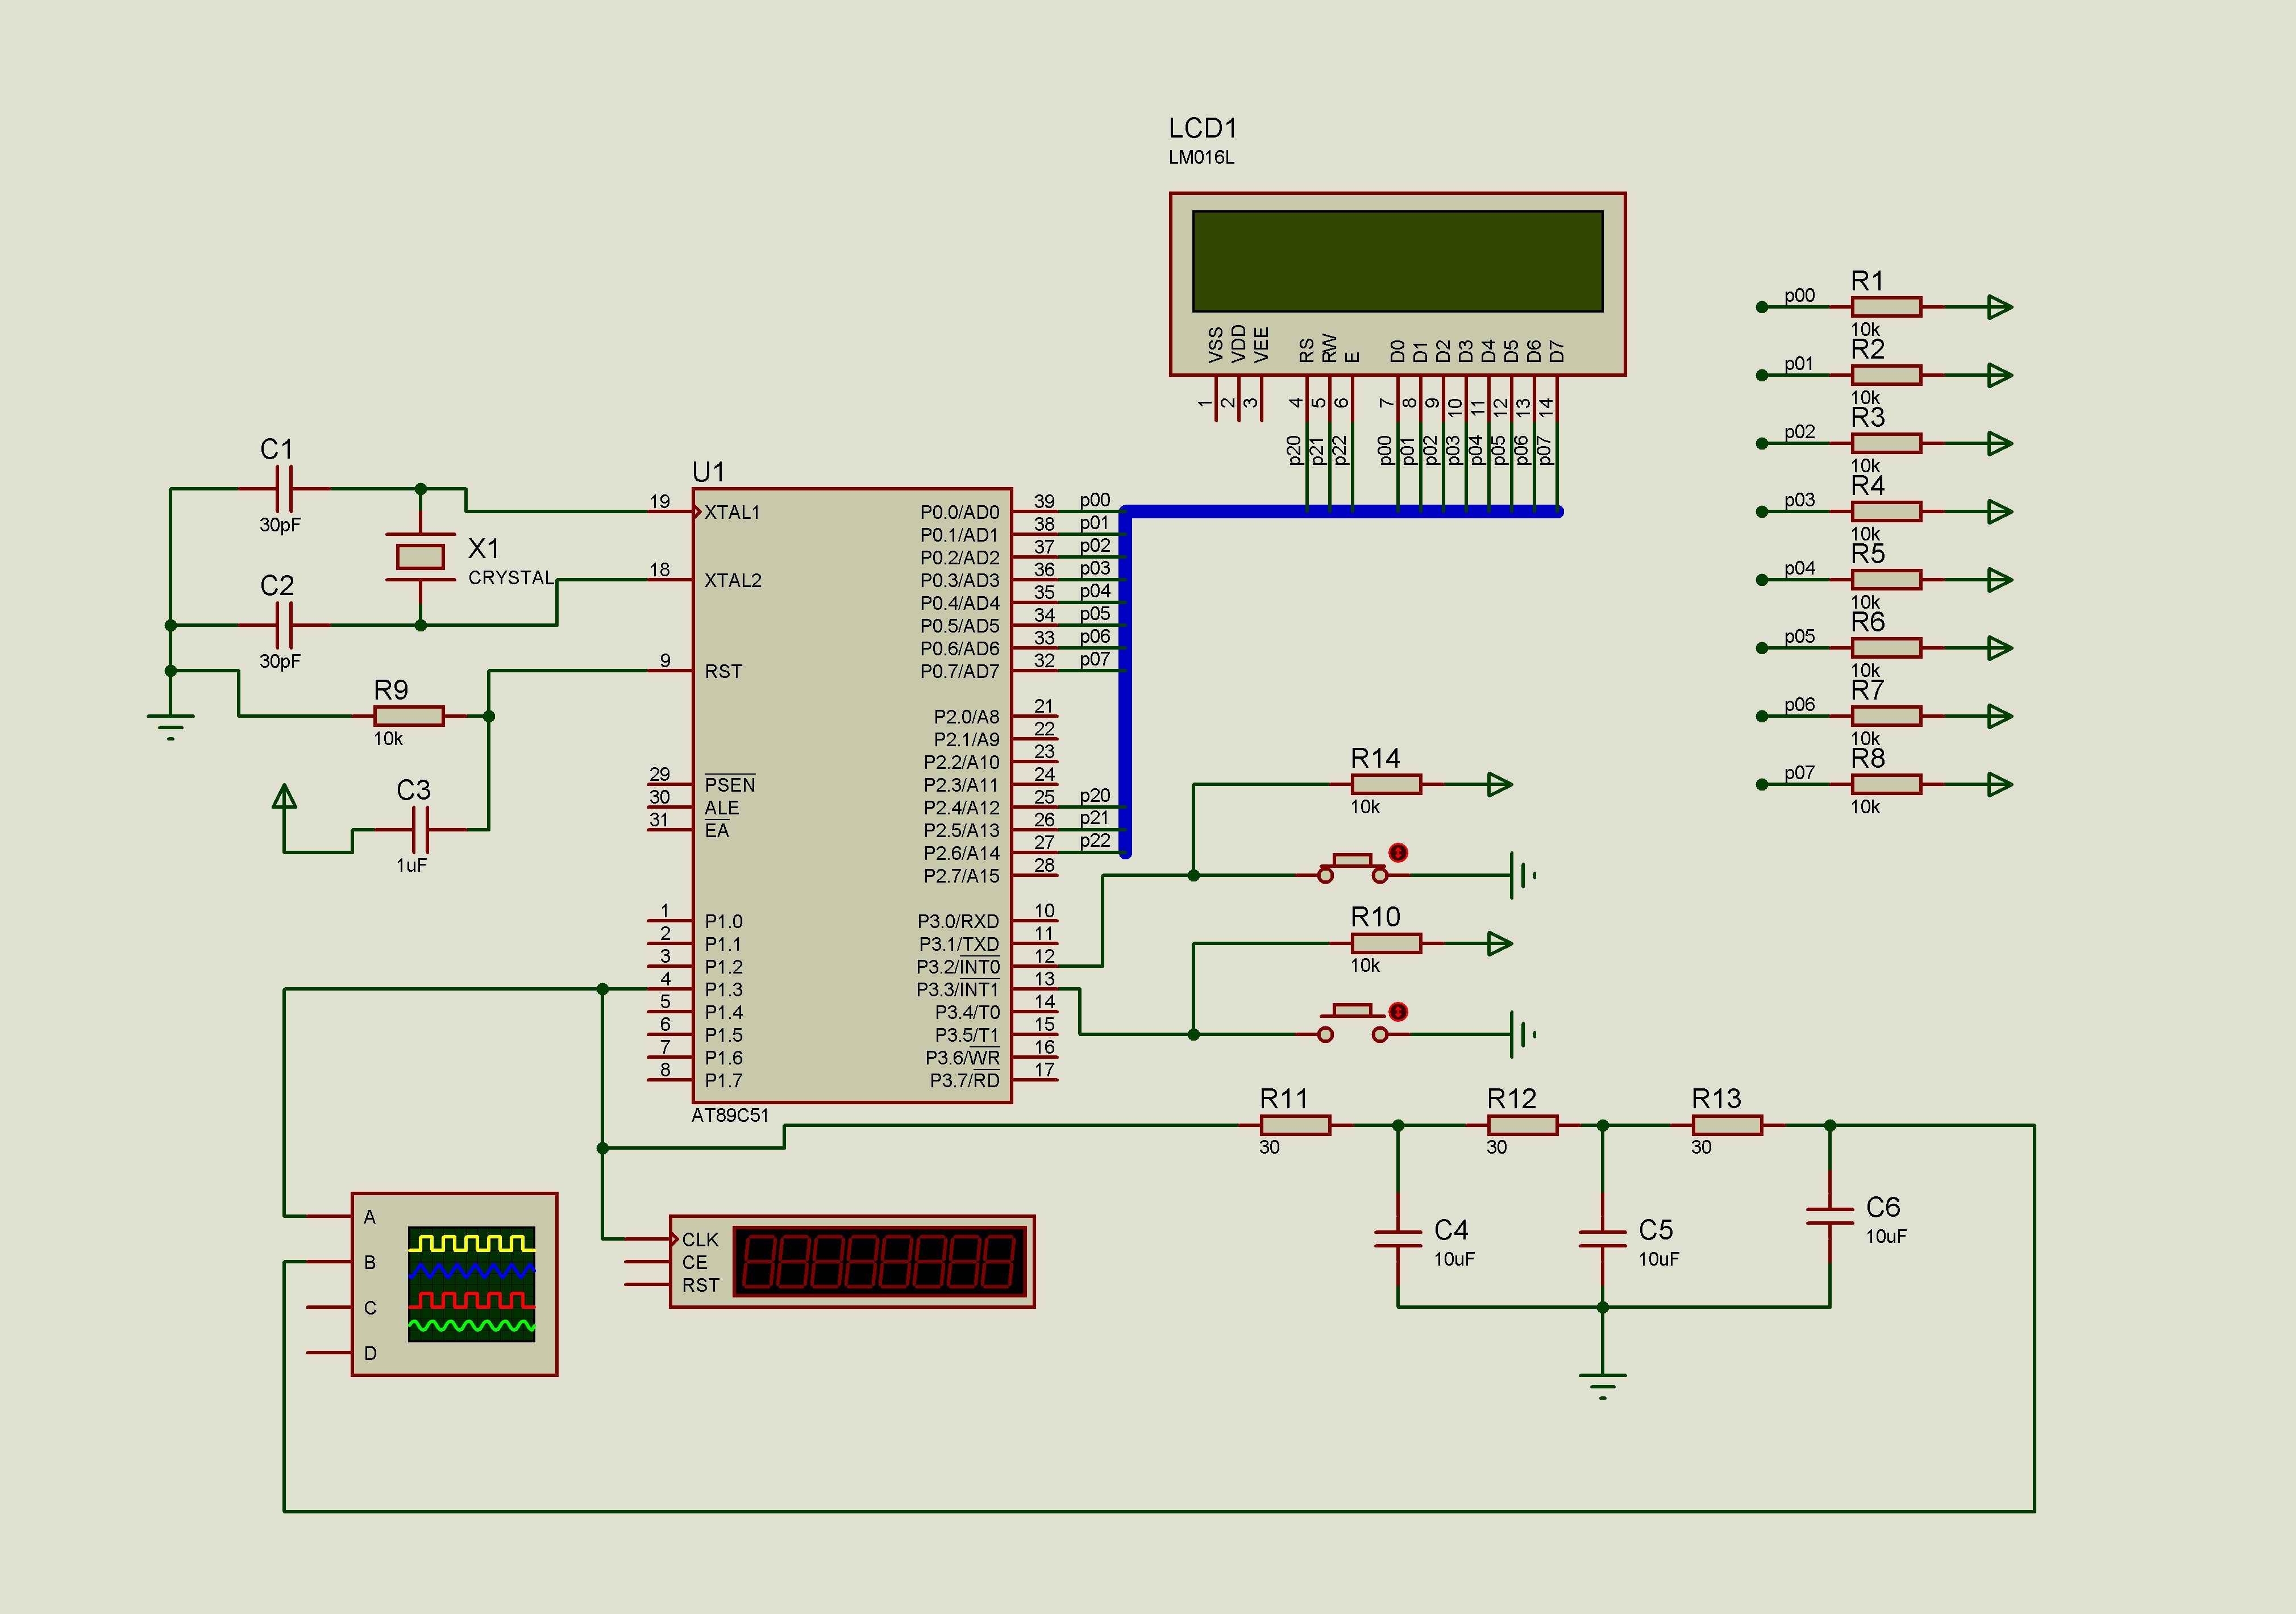 LCD1
LM016L
VSS
VDD
VEE
RS
RW
E
D0
D1
D2
D3
D4
D5
D6
D7
1
2
3
4
5
6
7
8
9
10
11
12
13
14
p20
p21
p22
p00
p01
p02
p03
p04
p05
p06
p07
p00
R1
10k
p01
R2
10k
p02
R3
10k
p03
R4
10k
p04
R5
10k
p05
R6
10k
p06
R7
10k
p07
R8
10k
C1
30pF
X1
CRYSTAL
C2
30pF
R9
10k
C3
1uF
U1
19 XTAL1
18 XTAL2
9 RST
29 PSEN
30 ALE
31 EA
1 P1.0
2 P1.1
3 P1.2
4 P1.3
5 P1.4
6 P1.5
7 P1.6
8 P1.7
P0.0/AD0 39 p00
P0.1/AD1 38 p01
P0.2/AD2 37 p02
P0.3/AD3 36 p03
P0.4/AD4 35 p04
P0.5/AD5 34 p05
P0.6/AD6 33 p06
P0.7/AD7 32 p07
P2.0/A8 21
P2.1/A9 22
P2.2/A10 23
P2.3/A11 24
P2.4/A12 25 p20
P2.5/A13 26 p21
P2.6/A14 27 p22
P2.7/A15 28
P3.0/RXD 10
P3.1/TXD 11
P3.2/INT0 12
P3.3/INT1 13
P3.4/T0 14
P3.5/T1 15
P3.6/WR 16
P3.7/RD 17
AT89C51
R14
10k
R10
10k
R11
30
R12
30
R13
30
C4
10uF
C5
10uF
C6
10uF
A
B
C
D
CLK
CE
RST